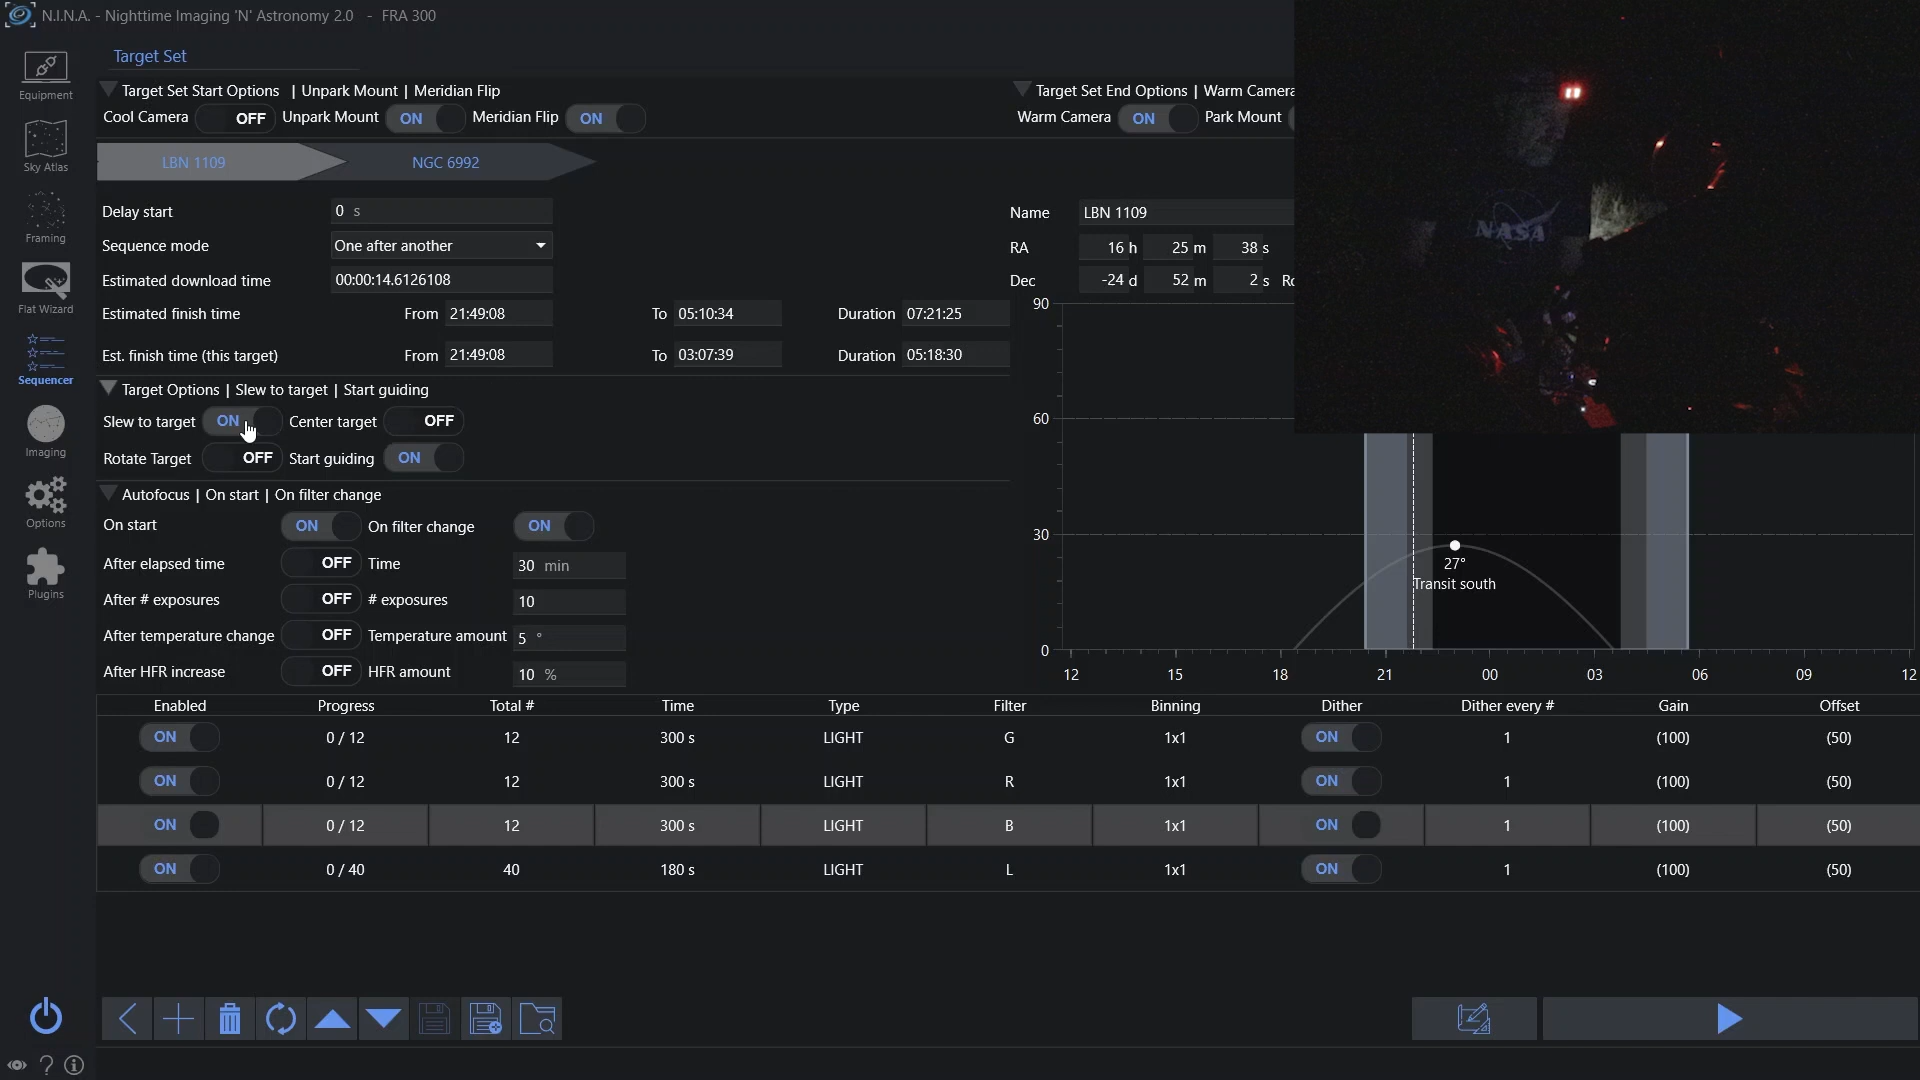 N.I.N.A. - Nighttime Imaging 'N' Astronomy 2.0 - FRA 300
Equipment
Sky Atlas
Framing
Flat Wizard
Sequencer
Imaging
Options
Plugins
Target Set
Target Set Start Options | Unpark Mount | Meridian Flip
Cool Camera OFF Unpark Mount ON Meridian Flip ON
Target Set End Options | Warm Camera
Warm Camera ON Park Mount
LBN 1109 NGC 6992
Delay start 0 s
Sequence mode One after another
Estimated download time 00:00:14.6126108
Estimated finish time From 21:49:08 To 05:10:34 Duration 07:21:25
Est. finish time (this target) From 21:49:08 To 03:07:39 Duration 05:18:30
Name LBN 1109
RA 16 h 25 m 38 s
Dec -24 d 52 m 2 s
Target Options | Slew to target | Start guiding
Slew to target ON Center target OFF
Rotate Target OFF Start guiding ON
Autofocus | On start | On filter change
On start ON On filter change ON
After elapsed time OFF Time 30 min
After # exposures OFF # exposures 10
After temperature change OFF Temperature amount 5 °
After HFR increase OFF HFR amount 10 %
90
60
30
0
27°
Transit south
12 15 18 21 00 03 06 09 12
NASA
Enabled Progress Total # Time Type Filter Binning Dither Dither every # Gain Offset
ON 0 / 12 12 300 s LIGHT G 1x1 ON 1 (100) (50)
ON 0 / 12 12 300 s LIGHT R 1x1 ON 1 (100) (50)
ON 0 / 12 12 300 s LIGHT B 1x1 ON 1 (100) (50)
ON 0 / 40 40 180 s LIGHT L 1x1 ON 1 (100) (50)